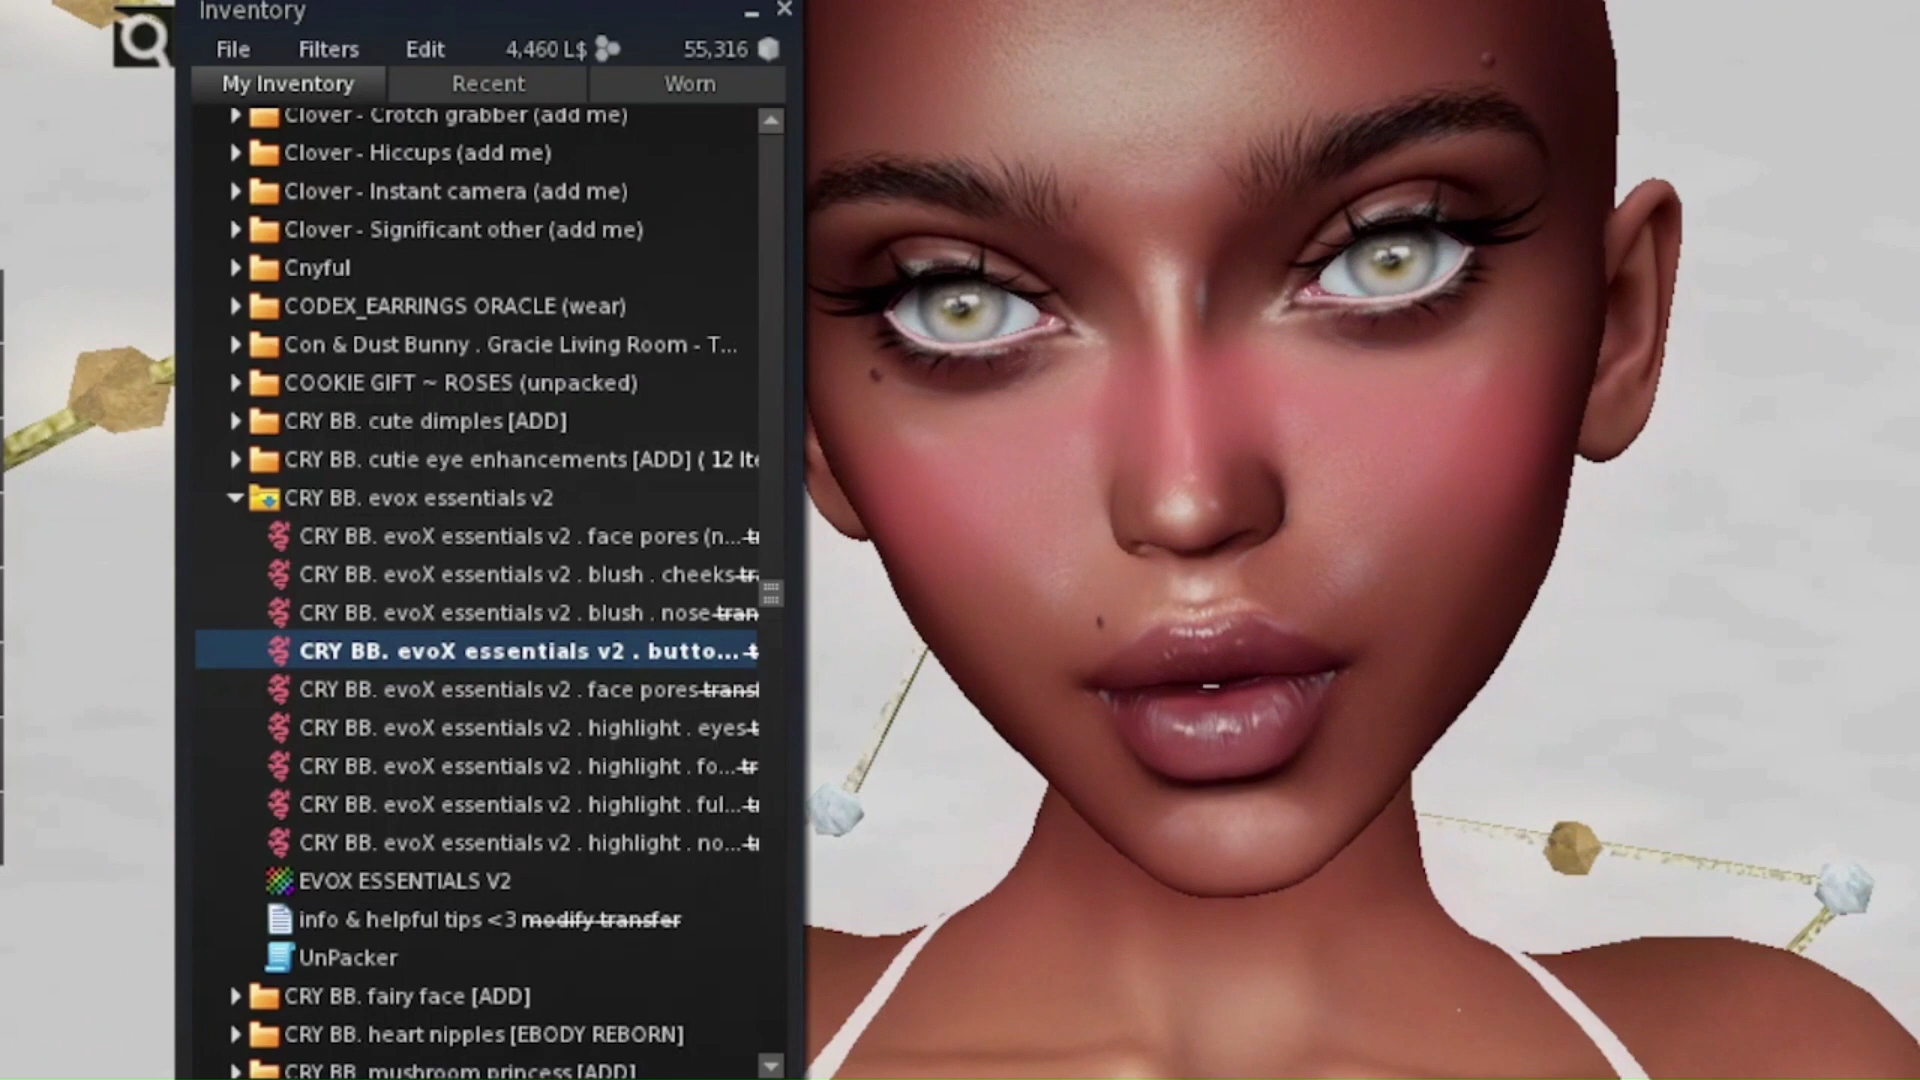 Inventory
File Filters Edit 4,460 L$ 55,316
My Inventory Recent Worn
Clover - Crotch grabber (add me)
Clover - Hiccups (add me)
Clover - Instant camera (add me)
Clover - Significant other (add me)
Cnyful
CODEX_EARRINGS ORACLE (wear)
Con & Dust Bunny . Gracie Living Room - T...
COOKIE GIFT ~ ROSES (unpacked)
CRY BB. cute dimples [ADD]
CRY BB. cutie eye enhancements [ADD] ( 12
CRY BB. evox essentials v2
CRY BB. evoX essentials v2 . face pores (n...
CRY BB. evoX essentials v2 . blush . cheeks
CRY BB. evoX essentials v2 . blush . nose
CRY BB. evoX essentials v2 . butto...
CRY BB. evoX essentials v2 . face pores
CRY BB. evoX essentials v2 . highlight . eyes
CRY BB. evoX essentials v2 . highlight . fo...
CRY BB. evoX essentials v2 . highlight . ful...
CRY BB. evoX essentials v2 . highlight . no...
EVOX ESSENTIALS V2
info & helpful tips <3 modify transfer
UnPacker
CRY BB. fairy face [ADD]
CRY BB. heart nipples [EBODY REBORN]
CRY BB. mushroom princess [ADD]